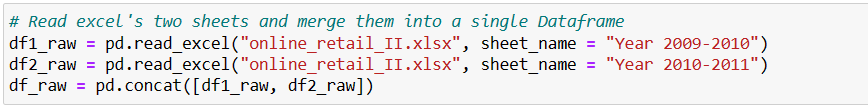 # Read excel's two sheets and merge them into a single Dataframe
df1_raw = pd.read_excel("online_retail_II.xlsx", sheet_name = "Year 2009-2010")
df2_raw = pd.read_excel("online_retail_II.xlsx", sheet_name = "Year 2010-2011")
df_raw = pd.concat([df1_raw, df2_raw])